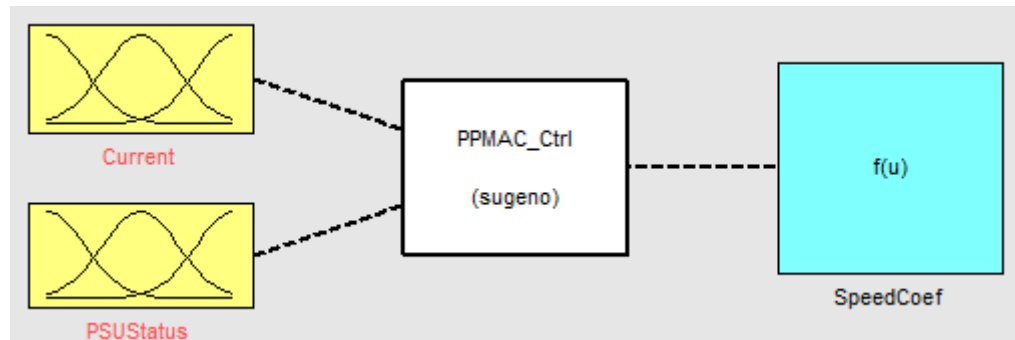 Current
PSUStatus
PPMAC_Ctrl
(sugeno)
f(u)
SpeedCoef